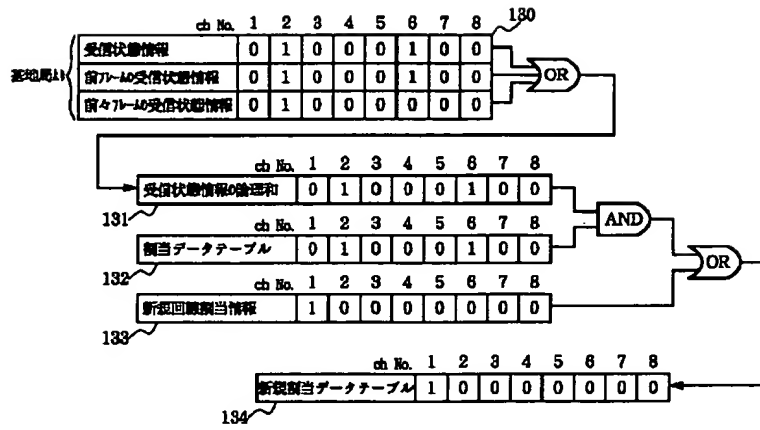 ch No. 1 2 3 4 5 6 7 8 130
基地局より
受信状態情報 0 1 0 0 0 1 0 0
前フレームの受信状態情報 0 1 0 0 0 1 0 0
前々フレームの受信状態情報 0 1 0 0 0 0 0 0
OR
ch No. 1 2 3 4 5 6 7 8
受信状態情報の論理和 0 1 0 0 0 1 0 0
131
AND
ch No. 1 2 3 4 5 6 7 8
割当データテーブル 0 1 0 0 0 1 0 0
132
OR
ch No. 1 2 3 4 5 6 7 8
新規回線割当情報 1 0 0 0 0 0 0 0
133
ch No. 1 2 3 4 5 6 7 8
新規割当データテーブル 1 0 0 0 0 0 0 0
134